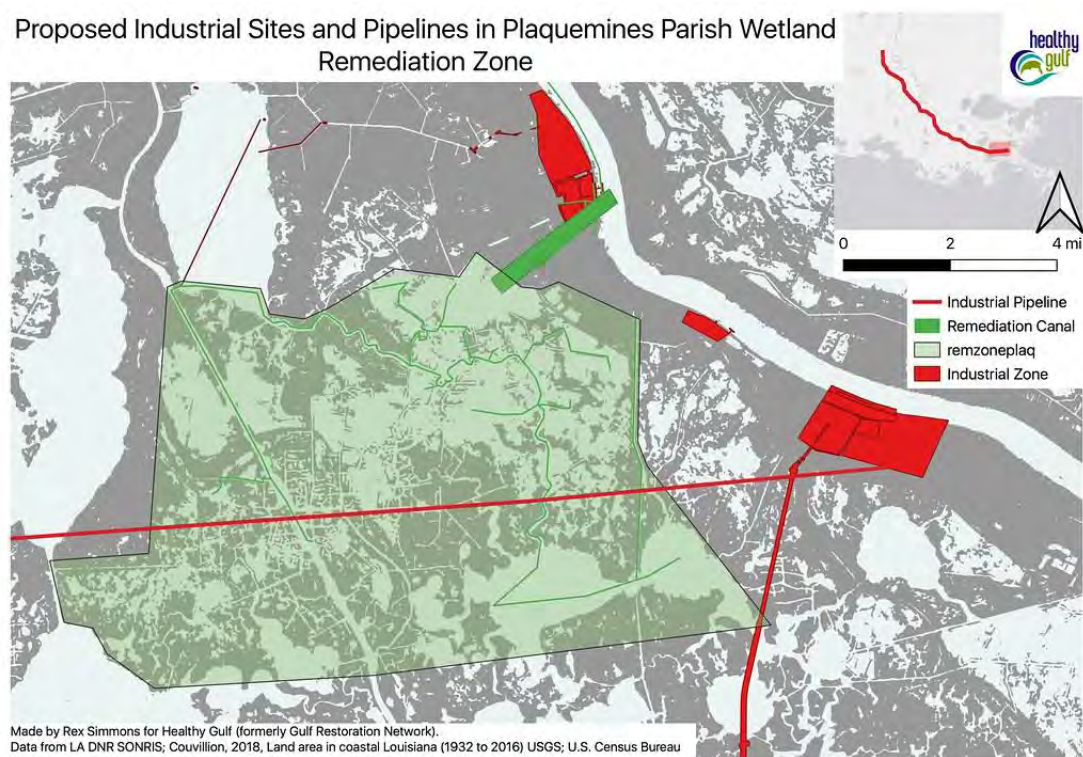 Proposed Industrial Sites and Pipelines in Plaquemines Parish Wetland
Remediation Zone
healthy
gulf
0 2 4 mi
Industrial Pipeline
Remediation Canal
remzoneplaq
Industrial Zone
Made by Rex Simmons for Healthy Gulf (formerly Gulf Restoration Network).
Data from LA DNR SONRIS; Couvillion, 2018, Land area in coastal Louisiana (1932 to 2016) USGS; U.S. Census Bureau